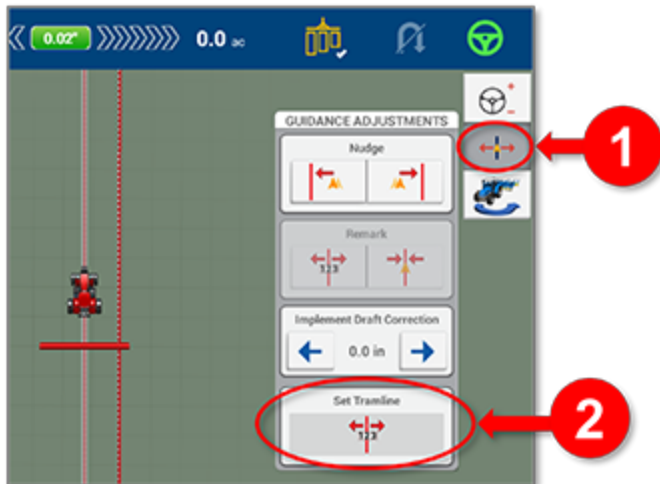 0.02" 0.0 ac
1
GUIDANCE ADJUSTMENTS
Nudge
Remark
123
Implement Draft Correction
0.0 in
Set Tramline
123
2